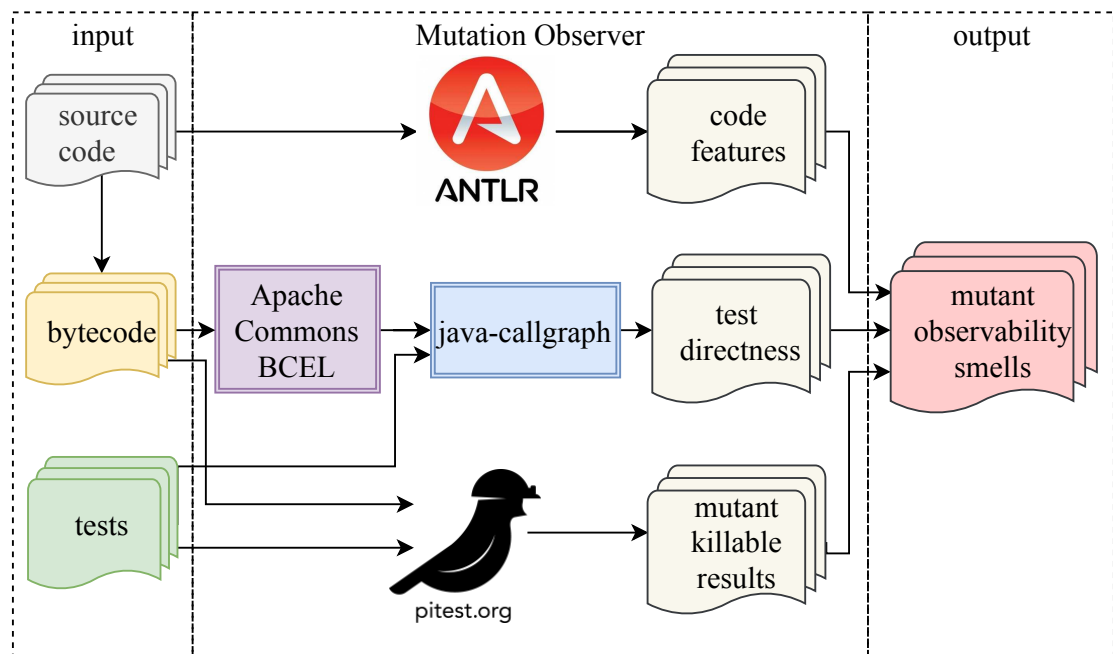 input
Mutation Observer
output
source
code
ANTLR
code
features
bytecode
Apache
Commons
BCEL
java-callgraph
test
directness
mutant
observability
smells
tests
pitest.org
mutant
killable
results